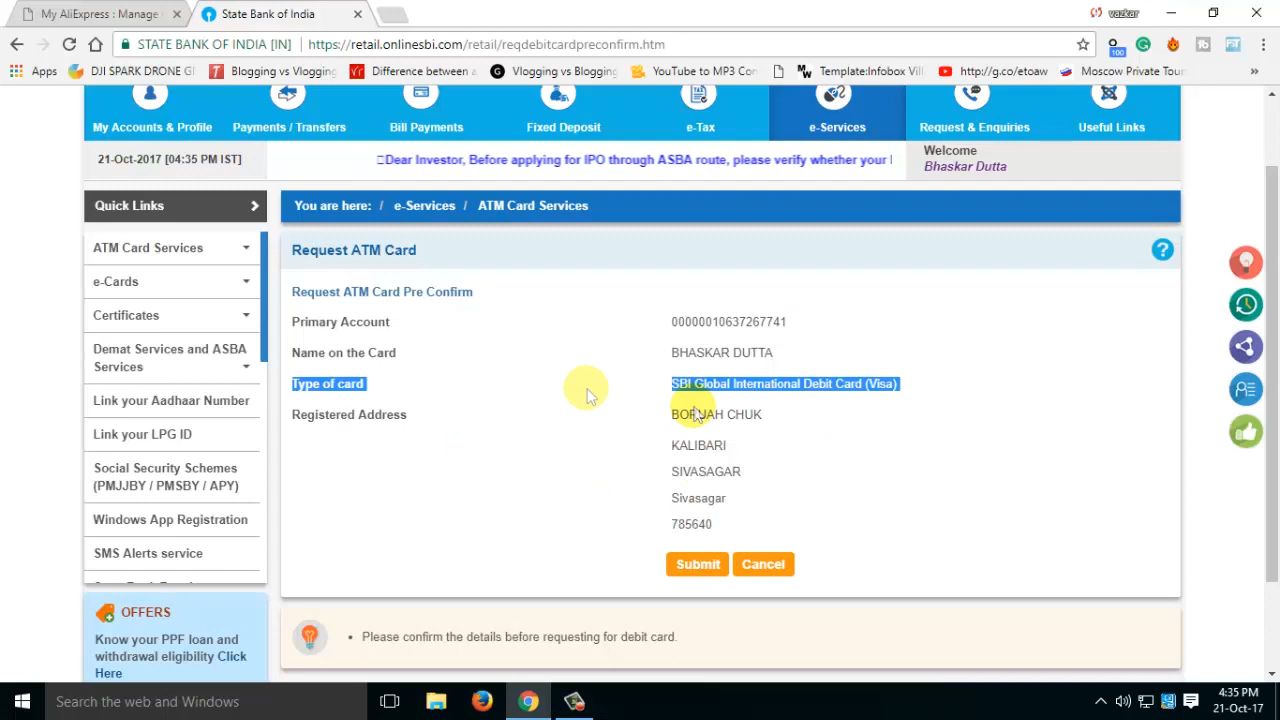 My AliExpress : Manage
State Bank of India
vazkar
STATE BANK OF INDIA [IN]
https://retail.onlinesbi.com/retail/reqdebitcardpreconfirm.htm
100
Apps
DJI SPARK DRONE GI
Blogging vs Vlogging
Difference between
Vlogging vs Blogging
YouTube to MP3 Con
Template:Infobox Vill
http://g.co/etoaw
Moscow Private Tour
»
My Accounts & Profile
Payments / Transfers
Bill Payments
Fixed Deposit
e-Tax
e-Services
Request & Enquiries
Useful Links
21-Oct-2017 [04:35 PM IST]
Dear Investor, Before applying for IPO through ASBA route, please verify whether your
Welcome
Bhaskar Dutta
Quick Links
You are here: / e-Services / ATM Card Services
ATM Card Services
e-Cards
Certificates
Demat Services and ASBA
Services
Link your Aadhaar Number
Link your LPG ID
Social Security Schemes
(PMJJBY / PMSBY / APY)
Windows App Registration
SMS Alerts service
Request ATM Card
?
Request ATM Card Pre Confirm
Primary Account 00000010637267741
Name on the Card BHASKAR DUTTA
Type of card SBI Global International Debit Card (Visa)
Registered Address BORUAH CHUK
KALIBARI
SIVASAGAR
Sivasagar
785640
Submit Cancel
OFFERS
Know your PPF loan and
withdrawal eligibility Click
Here
• Please confirm the details before requesting for debit card.
Search the web and Windows
4:35 PM
21-Oct-17